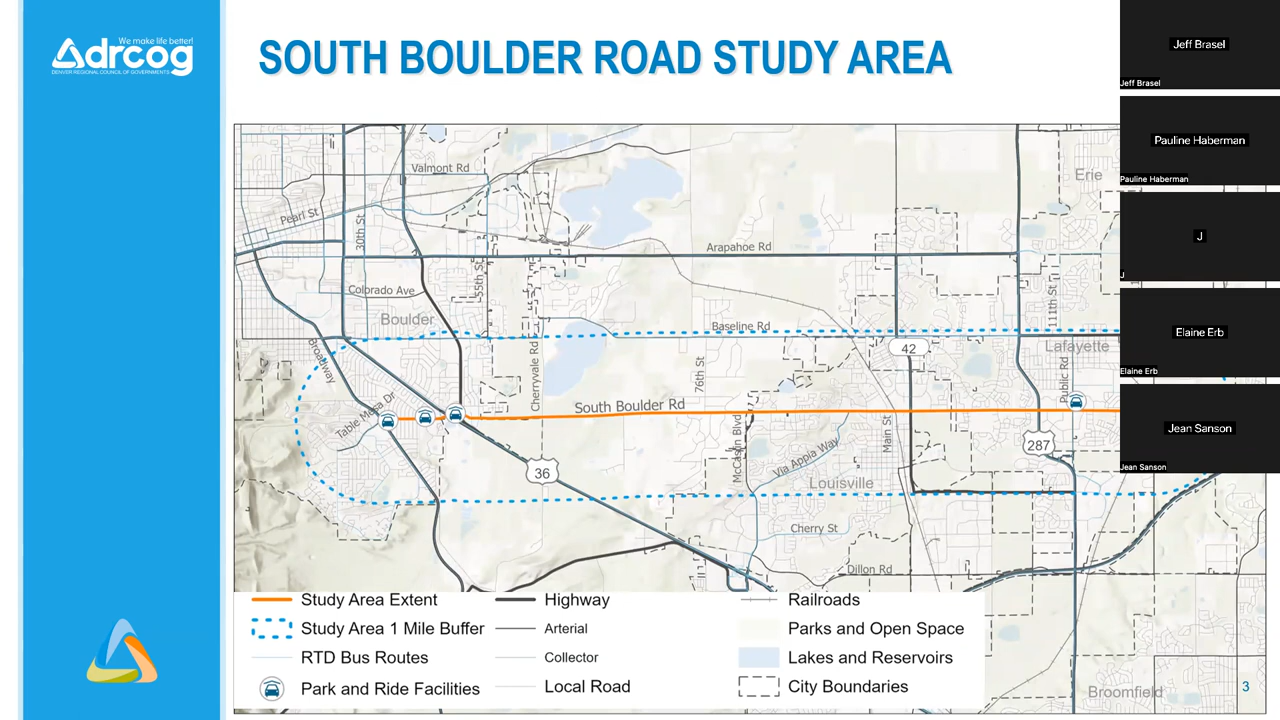 We make life better!
drcog
DENVER REGIONAL COUNCIL OF GOVERNMENTS
SOUTH BOULDER ROAD STUDY AREA
Jeff Brasel
Jeff Brasel
Pauline Haberman
Pauline Haberman
J
J
Elaine Erb
Elaine Erb
Jean Sanson
Jean Sanson
Valmont Rd
Erie
Pearl St
30th St
Arapahoe Rd
55th St
Colorado Ave
111th St
Boulder
Baseline Rd
Broadway
42
Lafayette
Cherryvale Rd
76th St
Public Rd
Table Mesa Dr
South Boulder Rd
McCaslin Blvd
Main St
Via Appia Way
287
36
Louisville
Cherry St
Dillon Rd
Broomfield
Study Area Extent
Highway
Railroads
Study Area 1 Mile Buffer
Arterial
Parks and Open Space
RTD Bus Routes
Collector
Lakes and Reservoirs
Park and Ride Facilities
Local Road
City Boundaries
3